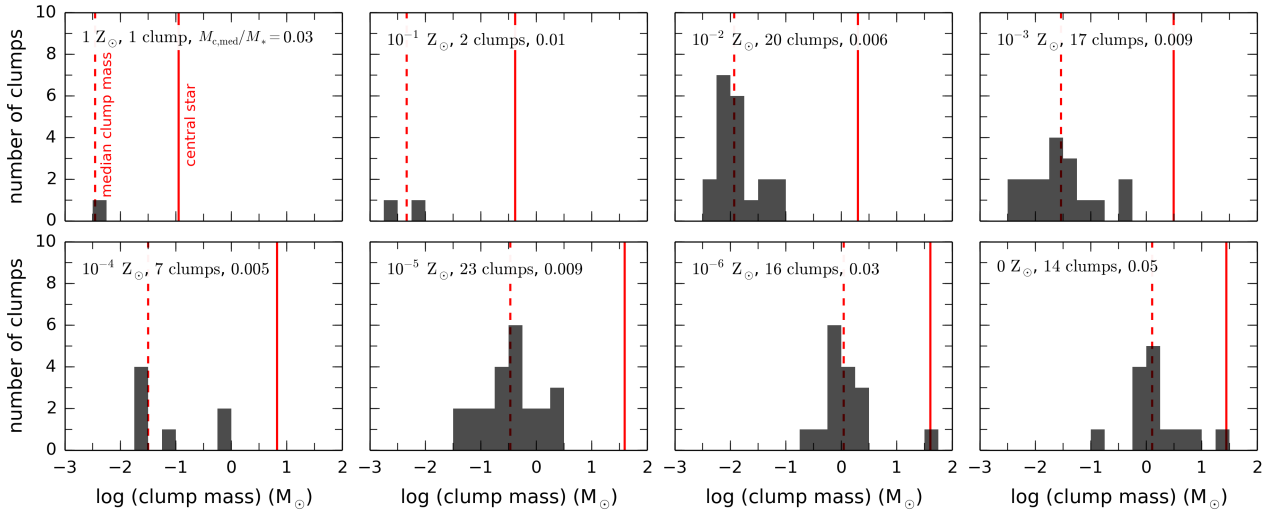 10
8
6
4
2
0
number of clumps
1 Z⊙, 1 clump, Mc,med/M*=0.03
median clump mass
central star
10⁻¹ Z⊙, 2 clumps, 0.01
10⁻² Z⊙, 20 clumps, 0.006
10⁻³ Z⊙, 17 clumps, 0.009
10
8
6
4
2
0
number of clumps
10⁻⁴ Z⊙, 7 clumps, 0.005
10⁻⁵ Z⊙, 23 clumps, 0.009
10⁻⁶ Z⊙, 16 clumps, 0.03
0 Z⊙, 14 clumps, 0.05
−3 −2 −1 0 1 2 −2 −1 0 1 2 −3 −2 −1 0 1 2 −3 −2 −1 0 1 2
log (clump mass) (M⊙) log (clump mass) (M⊙) log (clump mass) (M⊙) log (clump mass) (M⊙)